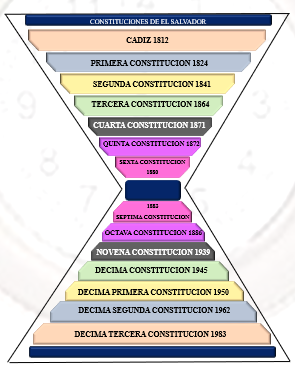 CONSTITUCIONES DE EL SALVADOR
CADIZ 1812
PRIMERA CONSTITUCION 1824
SEGUNDA CONSTITUCION 1841
TERCERA CONSTITUCION 1864
CUARTA CONSTITUCION 1871
QUINTA CONSTITUCION 1872
SEXTA CONSTITUCION
1880
1883
SEPTIMA CONSTITUCION
OCTAVA CONSTITUCION 1886
NOVENA CONSTITUCION 1939
DECIMA CONSTITUCION 1945
DECIMA PRIMERA CONSTITUCION 1950
DECIMA SEGUNDA CONSTITUCION 1962
DECIMA TERCERA CONSTITUCION 1983